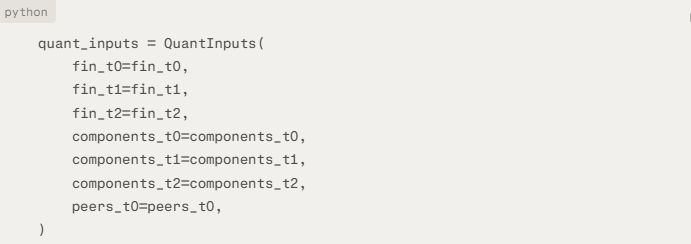 python
quant_inputs = QuantInputs(
fin_t0=fin_t0,
fin_t1=fin_t1,
fin_t2=fin_t2,
components_t0=components_t0,
components_t1=components_t1,
components_t2=components_t2,
peers_t0=peers_t0,
)